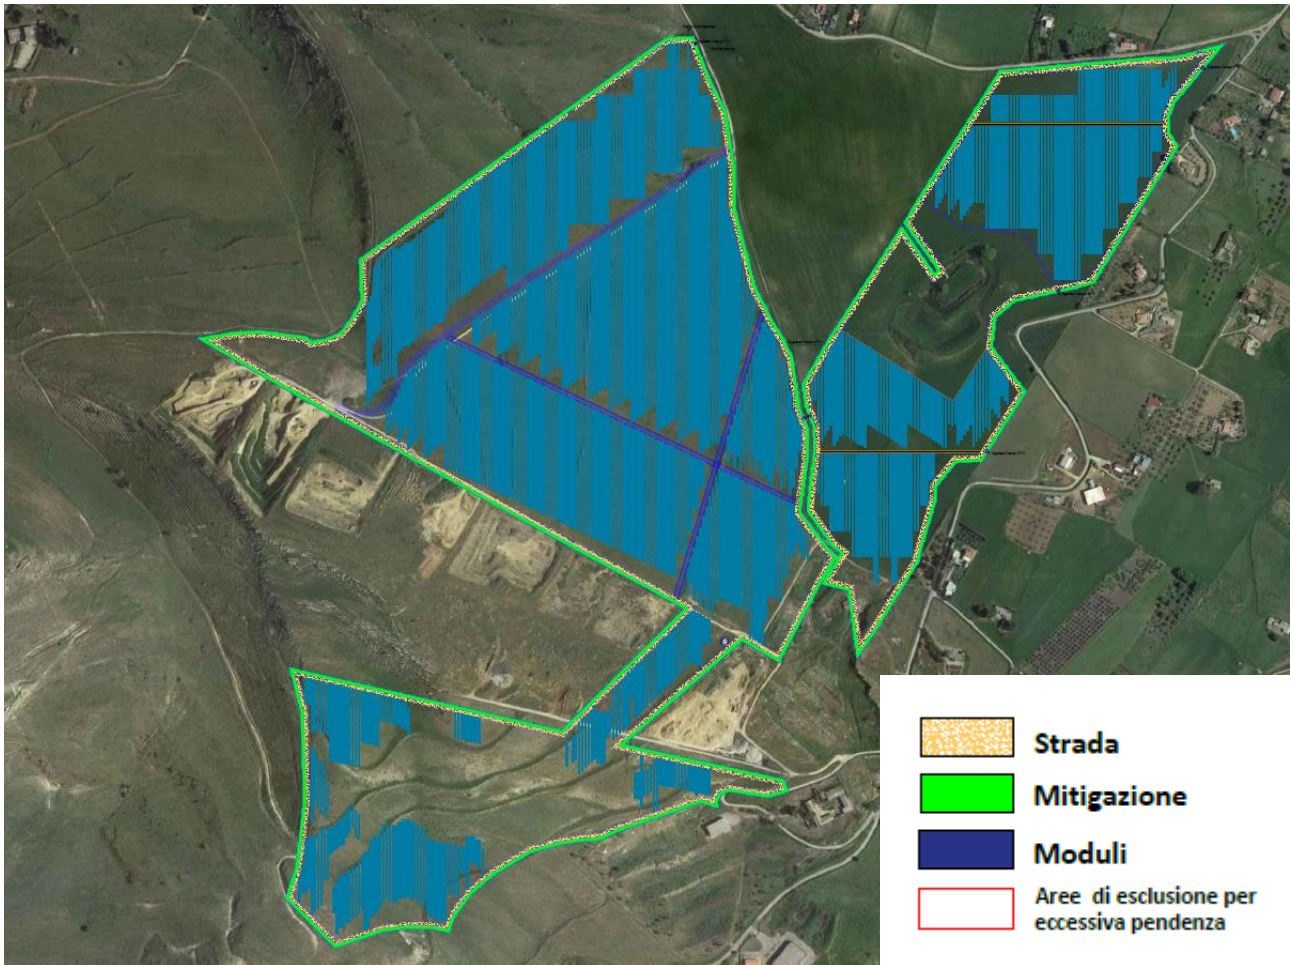 Strada
Mitigazione
Moduli
Aree di esclusione per
eccessiva pendenza